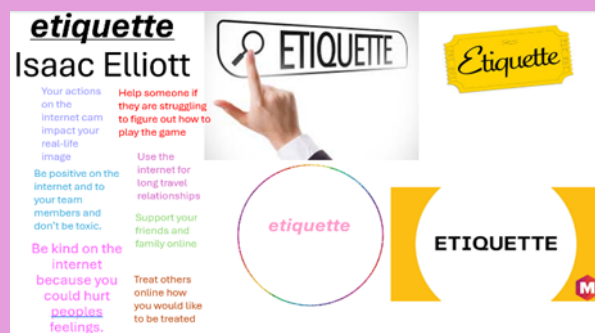 etiquette
Isaac Elliott
Your actions
on the
internet cam
impact your
real-life
image
Help someone if
they are struggling
to figure out how to
play the game
Be positive on the
internet and to
your team
members and
don't be toxic.
Use the
internet for
long travel
relationships
Support your
friends and
family online
Be kind on the
internet
because you
could hurt
peoples
feelings.
Treat others
online how
you would like
to be treated
ETIQUETTE
Etiquette
etiquette
ETIQUETTE
M